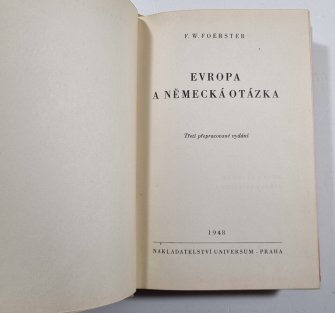 F. W. FOERSTER
EVROPA
A NĚMECKÁ OTÁZKA
Třetí přepracované vydání
1948
NAKLADATELSTVÍ UNIVERSUM - PRAHA